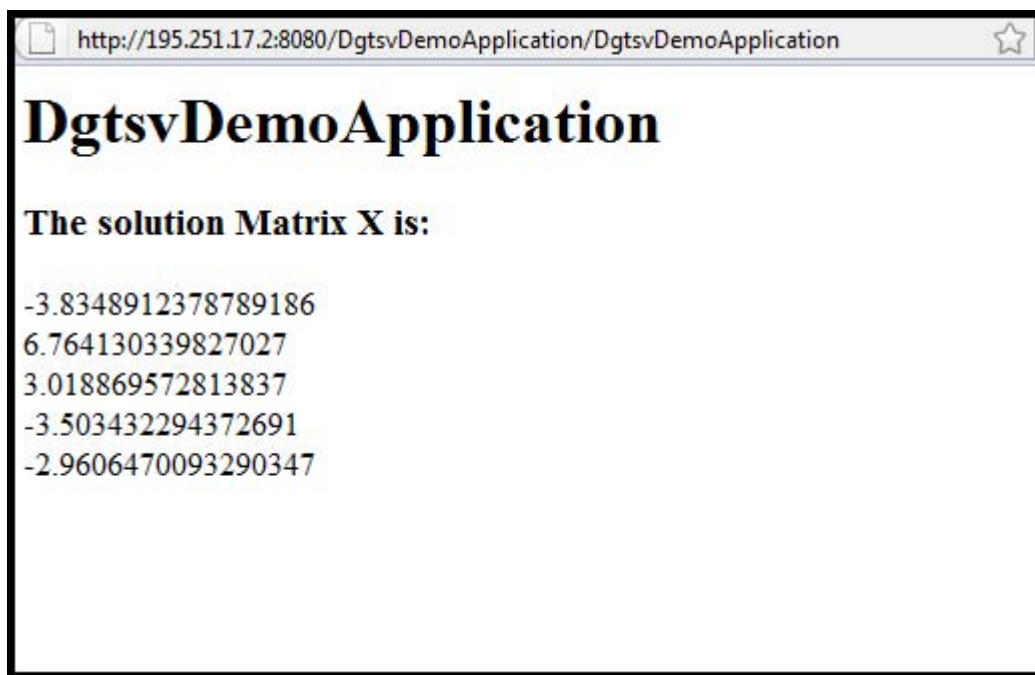 http://195.251.17.2:8080/DgtsvDemoApplication/DgtsvDemoApplication
DgtsvDemoApplication
The solution Matrix X is:
-3.8348912378789186
6.764130339827027
3.018869572813837
-3.503432294372691
-2.9606470093290347